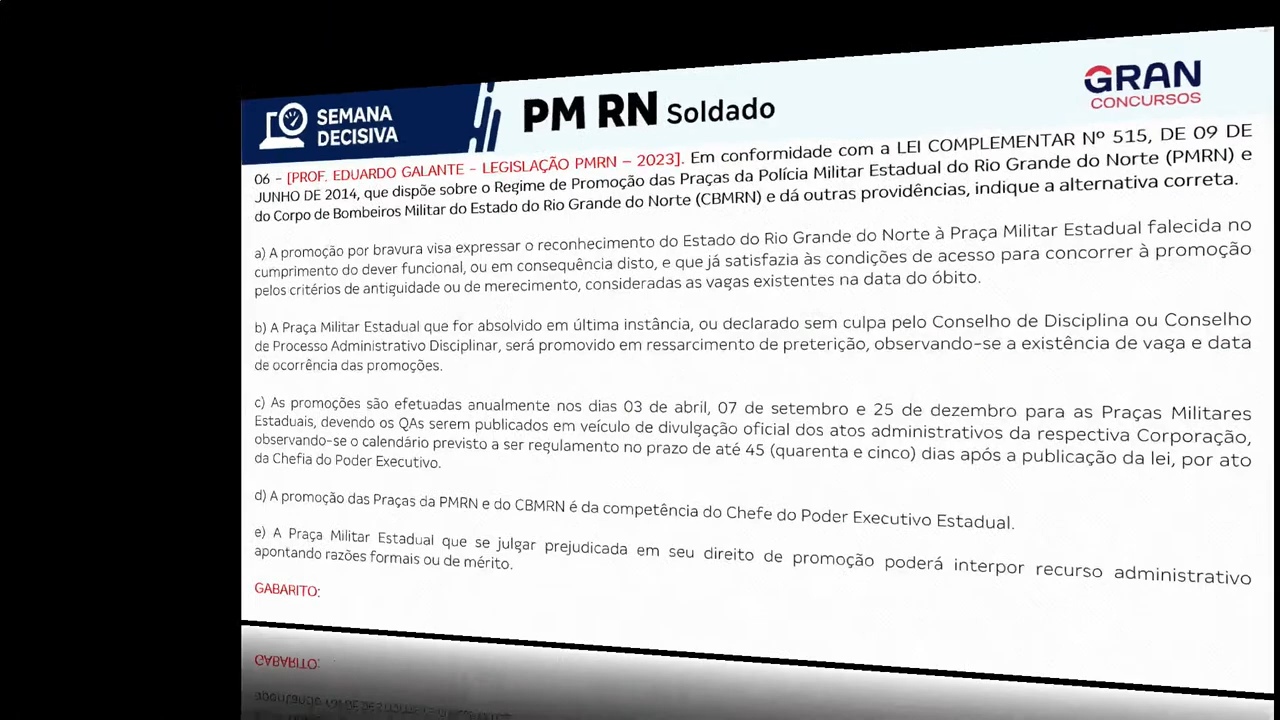 SEMANA
DECISIVA
PM RN Soldado
GRAN
CONCURSOS
06 – [PROF. EDUARDO GALANTE – LEGISLAÇÃO PMRN – 2023]. Em conformidade com a LEI COMPLEMENTAR Nº 515, DE 09 DE
JUNHO DE 2014, que dispõe sobre o Regime de Promoção das Praças da Polícia Militar Estadual do Rio Grande do Norte (PMRN) e
do Corpo de Bombeiros Militar do Estado do Rio Grande do Norte (CBMRN) e dá outras providências, indique a alternativa correta.
a) A promoção por bravura visa expressar o reconhecimento do Estado do Rio Grande do Norte à Praça Militar Estadual falecida no
cumprimento do dever funcional, ou em consequência disto, e que já satisfazia às condições de acesso para concorrer à promoção
pelos critérios de antiguidade ou de merecimento, consideradas as vagas existentes na data do óbito.
b) A Praça Militar Estadual que for absolvido em última instância, ou declarado sem culpa pelo Conselho de Disciplina ou Conselho
de Processo Administrativo Disciplinar, será promovido em ressarcimento de preterição, observando-se a existência de vaga e data
de ocorrência das promoções.
c) As promoções são efetuadas anualmente nos dias 03 de abril, 07 de setembro e 25 de dezembro para as Praças Militares
Estaduais, devendo os QAs serem publicados em veículo de divulgação oficial dos atos administrativos da respectiva Corporação,
observando-se o calendário previsto a ser regulamento no prazo de até 45 (quarenta e cinco) dias após a publicação da lei, por ato
da Chefia do Poder Executivo.
d) A promoção das Praças da PMRN e do CBMRN é da competência do Chefe do Poder Executivo Estadual.
e) A Praça Militar Estadual que se julgar prejudicada em seu direito de promoção poderá interpor recurso administrativo
apontando razões formais ou de mérito.
GABARITO: